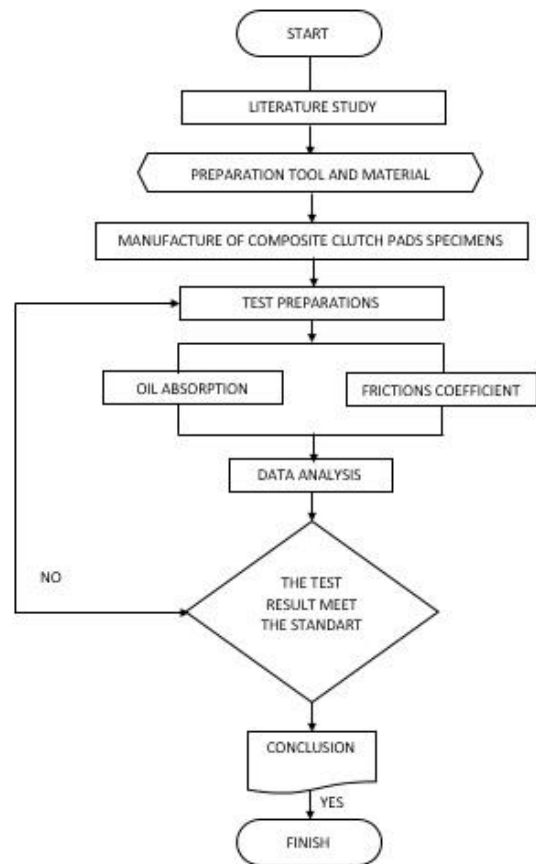 START
LITERATURE STUDY
PREPARATION TOOL AND MATERIAL
MANUFACTURE OF COMPOSITE CLUTCH PADS SPECIMENS
TEST PREPARATIONS
OIL ABSORPTION
FRICTIONS COEFFICIENT
DATA ANALYSIS
NO
THE TEST
RESULT MEET
THE STANDART
CONCLUSION
YES
FINISH